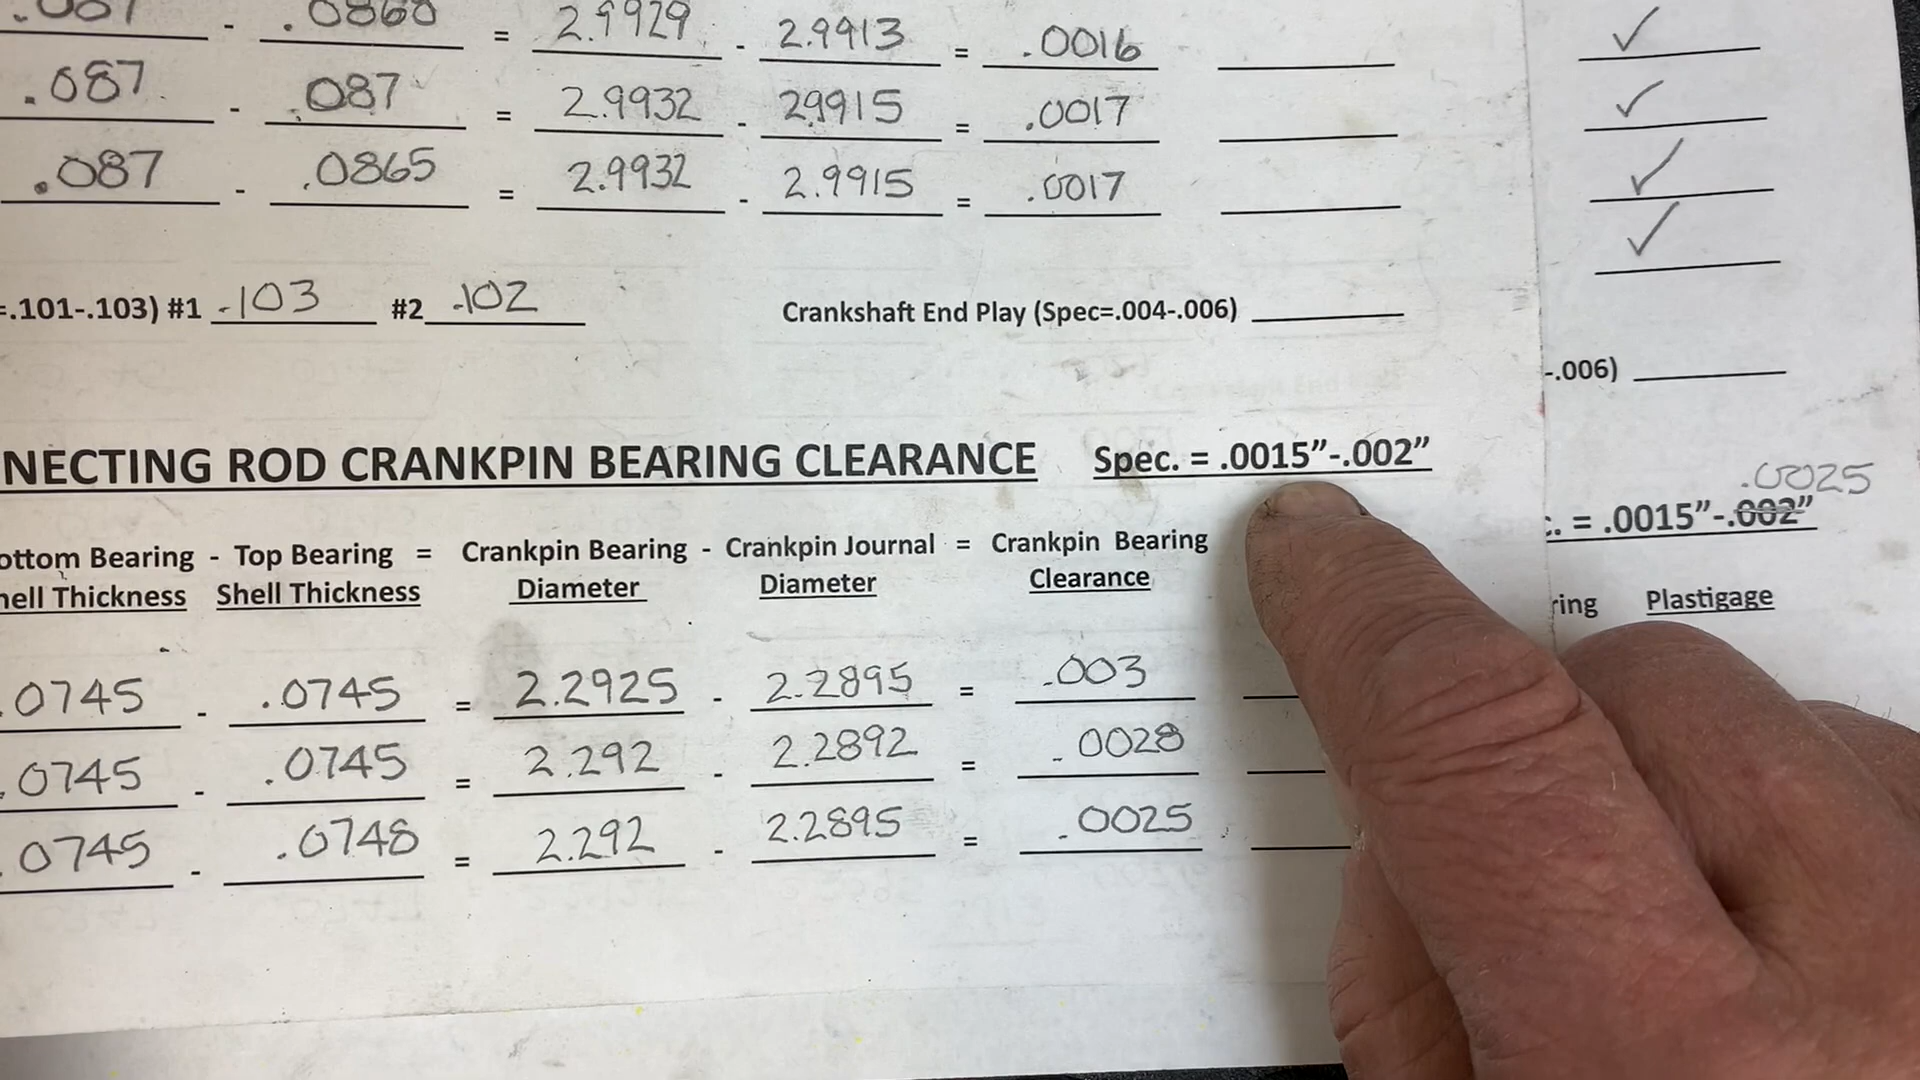 - .0860 = 2.9929 - 2.9913 = .0016
.087 - .087 = 2.9932 - 2.9915 = .0017
.087 - .0865 = 2.9932 - 2.9915 = .0017
=.101-.103) #1 .103 #2 .102 Crankshaft End Play (Spec=.004-.006)
-.006)
NECTING ROD CRANKPIN BEARING CLEARANCE Spec. = .0015”-.002”
.0025
c. = .0015”-.002”
ottom Bearing - Top Bearing = Crankpin Bearing - Crankpin Journal = Crankpin Bearing
hell Thickness Shell Thickness Diameter Diameter Clearance
ring Plastigage
.0745 - .0745 = 2.2925 - 2.2895 = .003
.0745 - .0745 = 2.292 - 2.2892 = .0028
.0745 - .0748 = 2.292 - 2.2895 = .0025